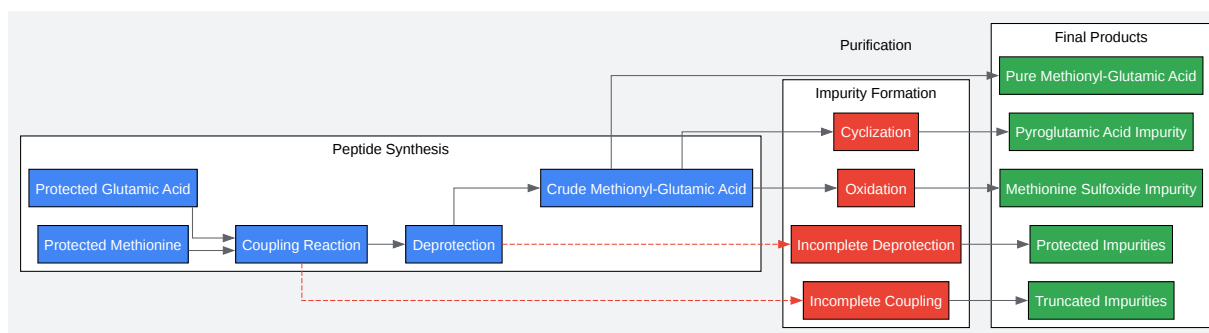 Final Products
Purification
Pure Methionyl-Glutamic Acid
Impurity Formation
Cyclization
Pyroglutamic Acid Impurity
Peptide Synthesis
Protected Glutamic Acid
Crude Methionyl-Glutamic Acid
Oxidation
Methionine Sulfoxide Impurity
Protected Methionine
Coupling Reaction
Deprotection
Incomplete Deprotection
Protected Impurities
Incomplete Coupling
Truncated Impurities